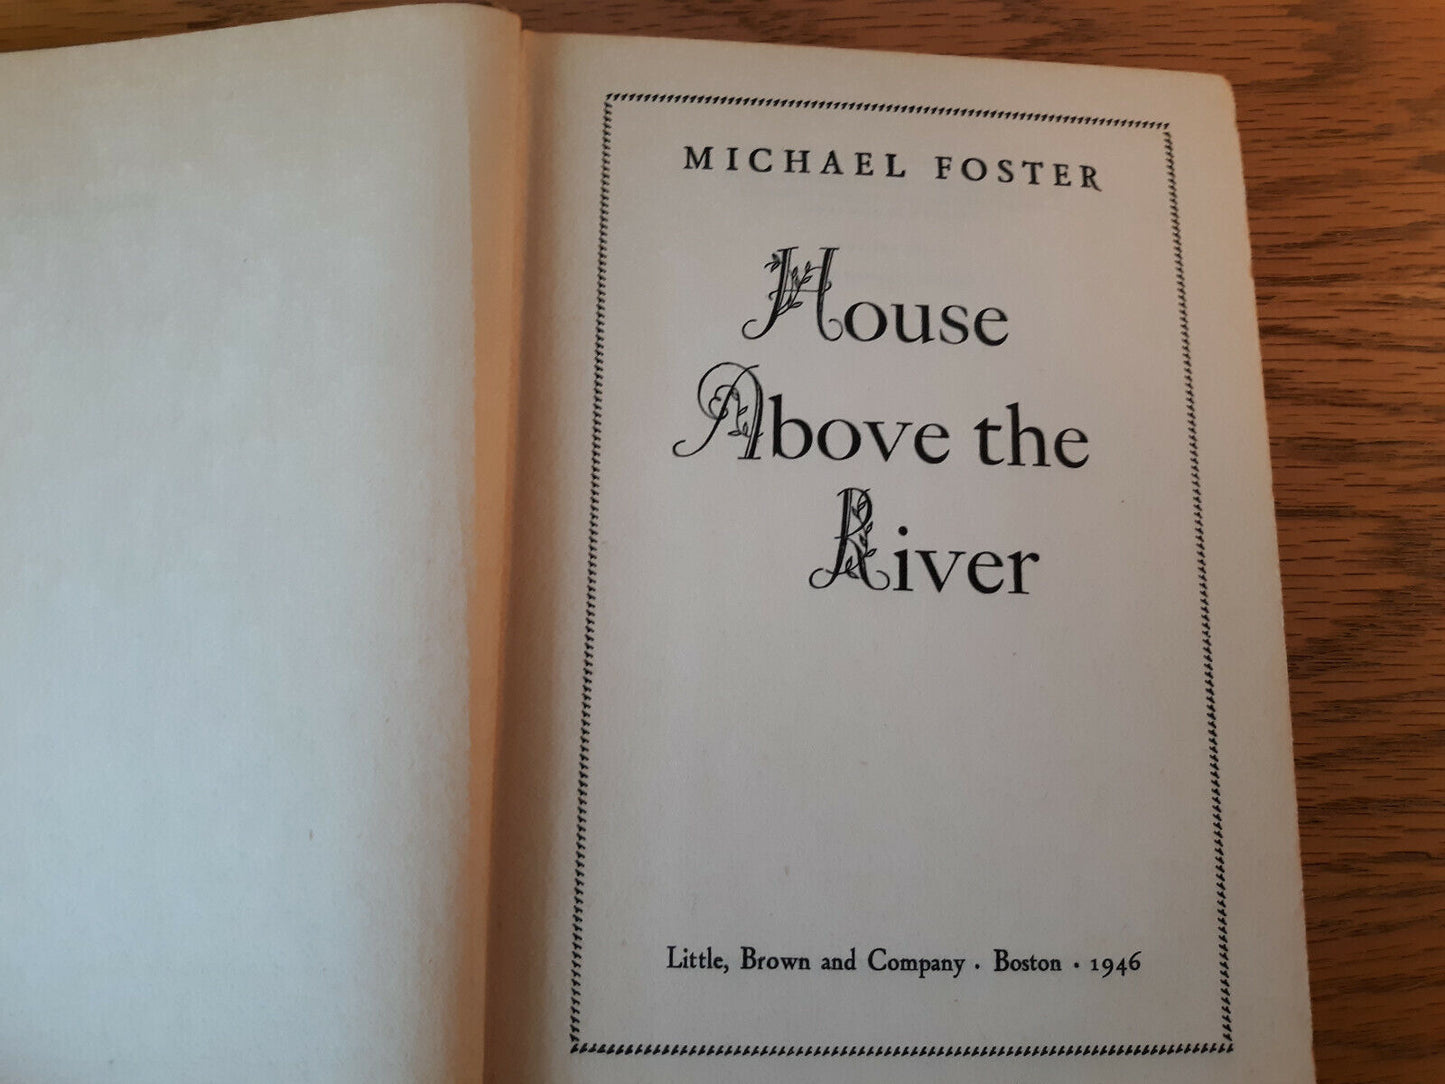 MICHAEL FOSTER
House
Above the
River
Little, Brown and Company · Boston · 1946